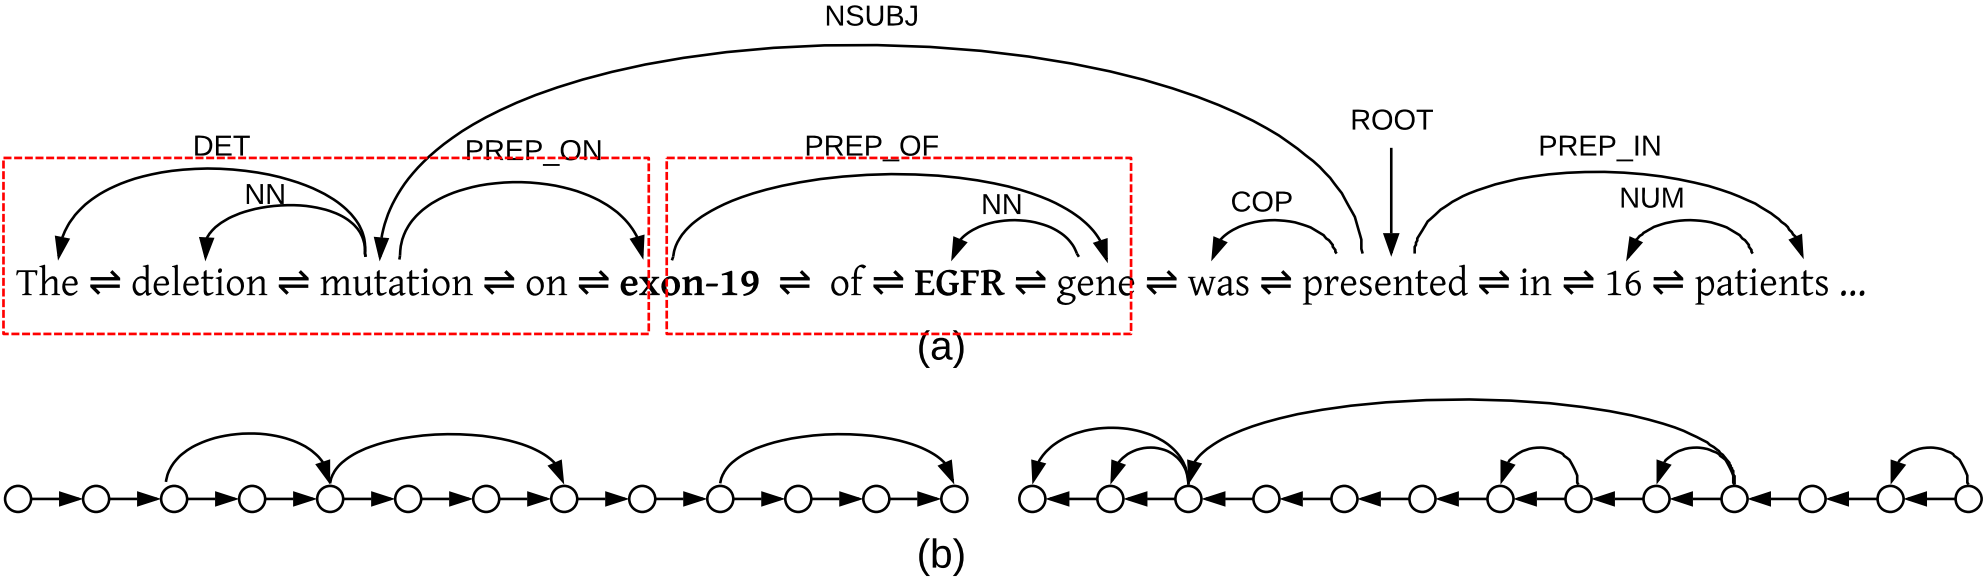 NSUBJ
ROOT
DET PREP_ON PREP_OF PREP_IN
NN NN COP NUM
The ⇌ deletion ⇌ mutation ⇌ on ⇌ exon-19 ⇌ of ⇌ EGFR ⇌ gene ⇌ was ⇌ presented ⇌ in ⇌ 16 ⇌ patients ...
(a)
(b)